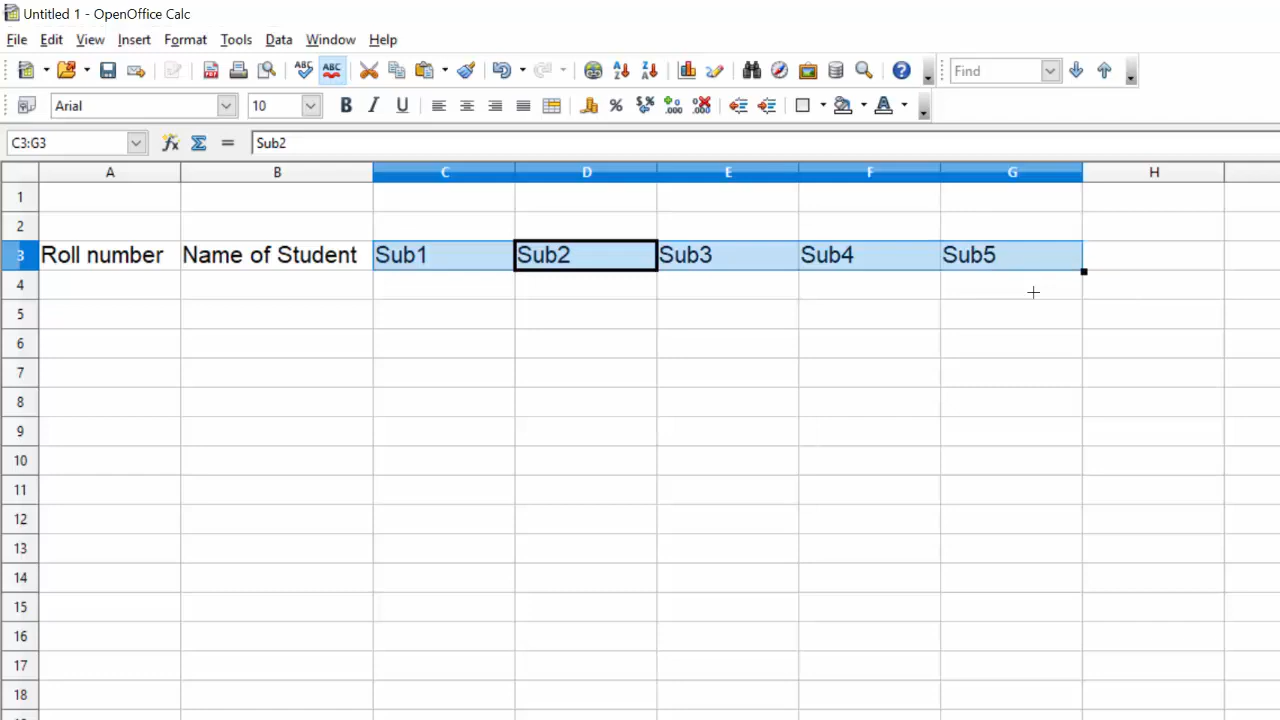 Untitled 1 - OpenOffice Calc
File Edit View Insert Format Tools Data Window Help
Find
Arial 10 B I U
C3:G3 Sub2
A B C D E F G H
1
2
3 Roll number Name of Student Sub1 Sub2 Sub3 Sub4 Sub5
4
5
6
7
8
9
10
11
12
13
14
15
16
17
18